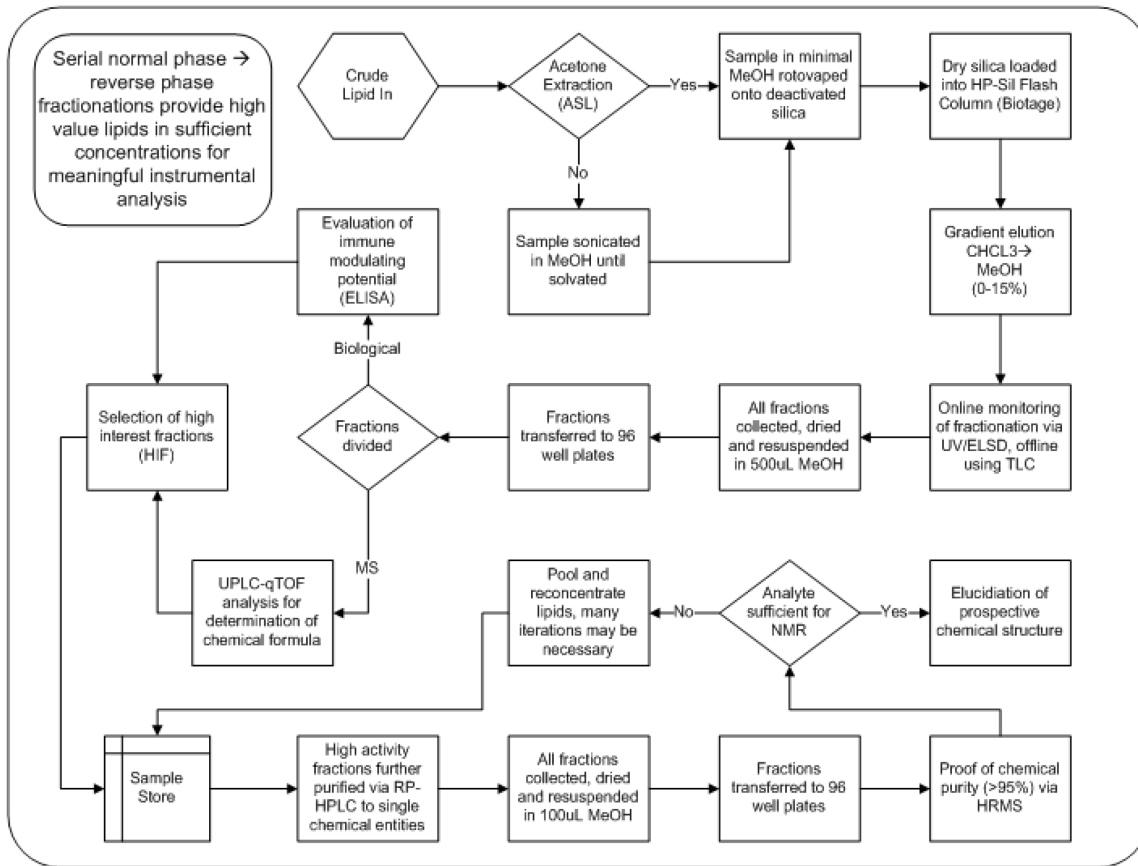 Serial normal phase →
reverse phase
fractionations provide high
value lipids in sufficient
concentrations for
meaningful instrumental
analysis
Crude
Lipid In
Acetone
Extraction
(ASL)
Yes
No
Sample in minimal
MeOH rotovaped
onto deactivated
silica
Dry silica loaded
into HP-Sil Flash
Column (Biotage)
Sample sonicated
in MeOH until
solvated
Gradient elution
CHCL3→
MeOH
(0-15%)
Evaluation of
immune
modulating
potential
(ELISA)
Biological
Online monitoring
of fractionation via
UV/ELSD, offline
using TLC
All fractions
collected, dried
and resuspended
in 500uL MeOH
Fractions
transferred to 96
well plates
Fractions
divided
Selection of high
interest fractions
(HIF)
MS
UPLC-qTOF
analysis for
determination of
chemical formula
Pool and
reconcentrate
lipids, many
iterations may be
necessary
No
Analyte
sufficient for
NMR
Yes
Elucidiation of
prospective
chemical structure
Sample
Store
High activity
fractions further
purified via RP-
HPLC to single
chemical entities
All fractions
collected, dried
and resuspended
in 100uL MeOH
Fractions
transferred to 96
well plates
Proof of chemical
purity (>95%) via
HRMS